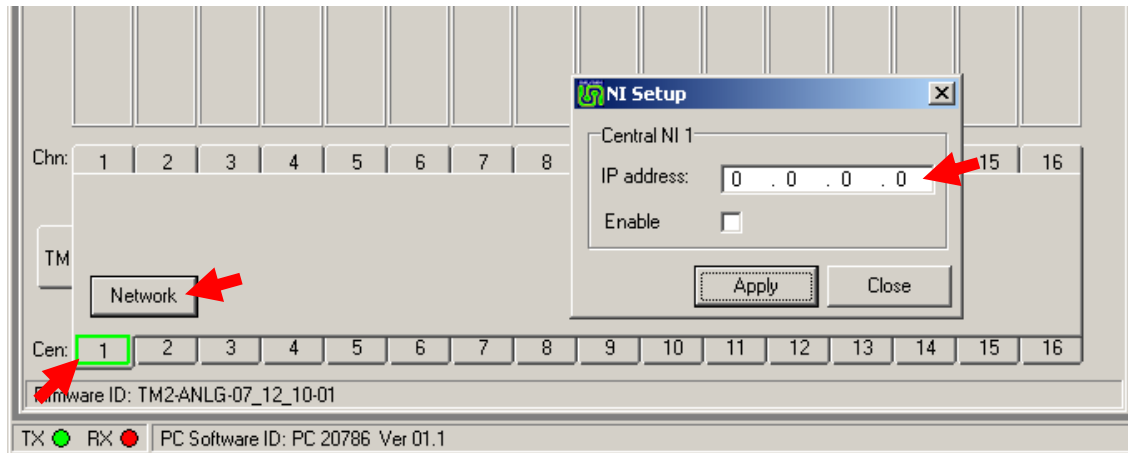 NI Setup
Central NI 1
Chn: 1 2 3 4 5 6 7 8 15 16
IP address: 0 . 0 . 0 . 0
Enable
TM
Network
Apply Close
Cen: 1 2 3 4 5 6 7 8 9 10 11 12 13 14 15 16
Firmware ID: TM2-ANLG-07_12_10-01
TX RX PC Software ID: PC 20786 Ver 01.1